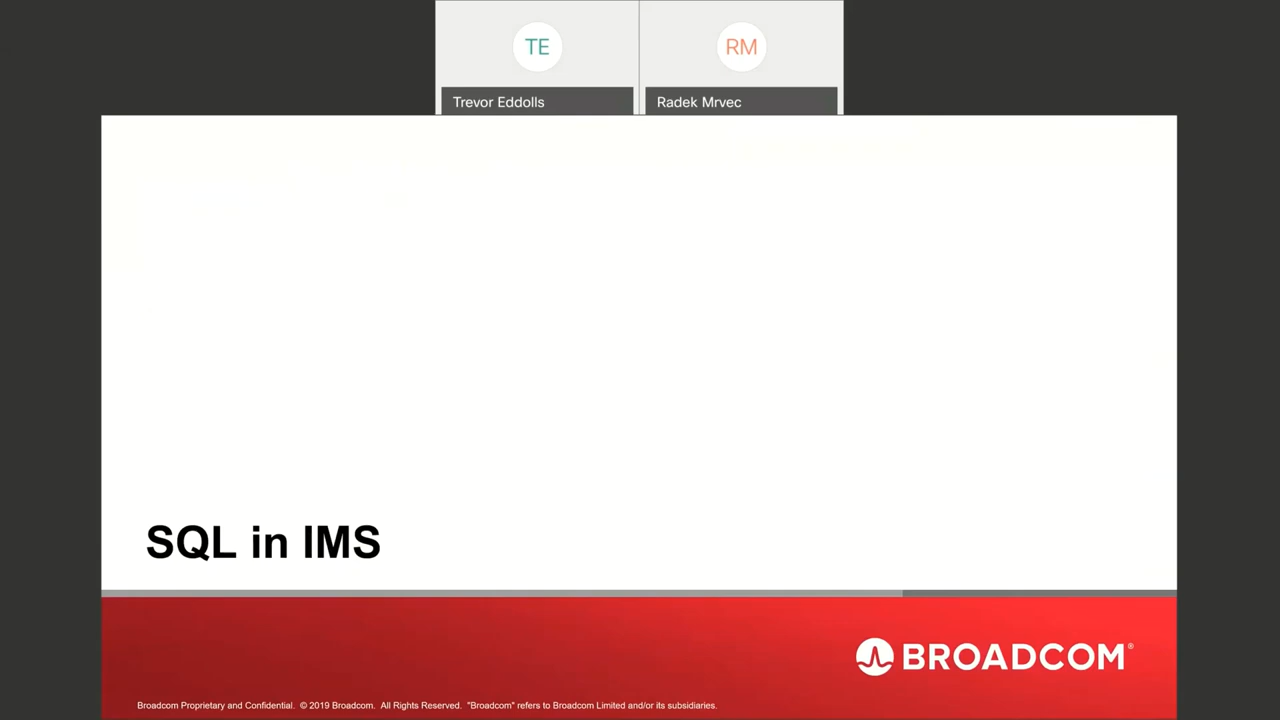 TE
RM
Trevor Eddolls
Radek Mrvec
SQL in IMS
BROADCOM®
Broadcom Proprietary and Confidential. © 2019 Broadcom. All Rights Reserved. "Broadcom" refers to Broadcom Limited and/or its subsidiaries.